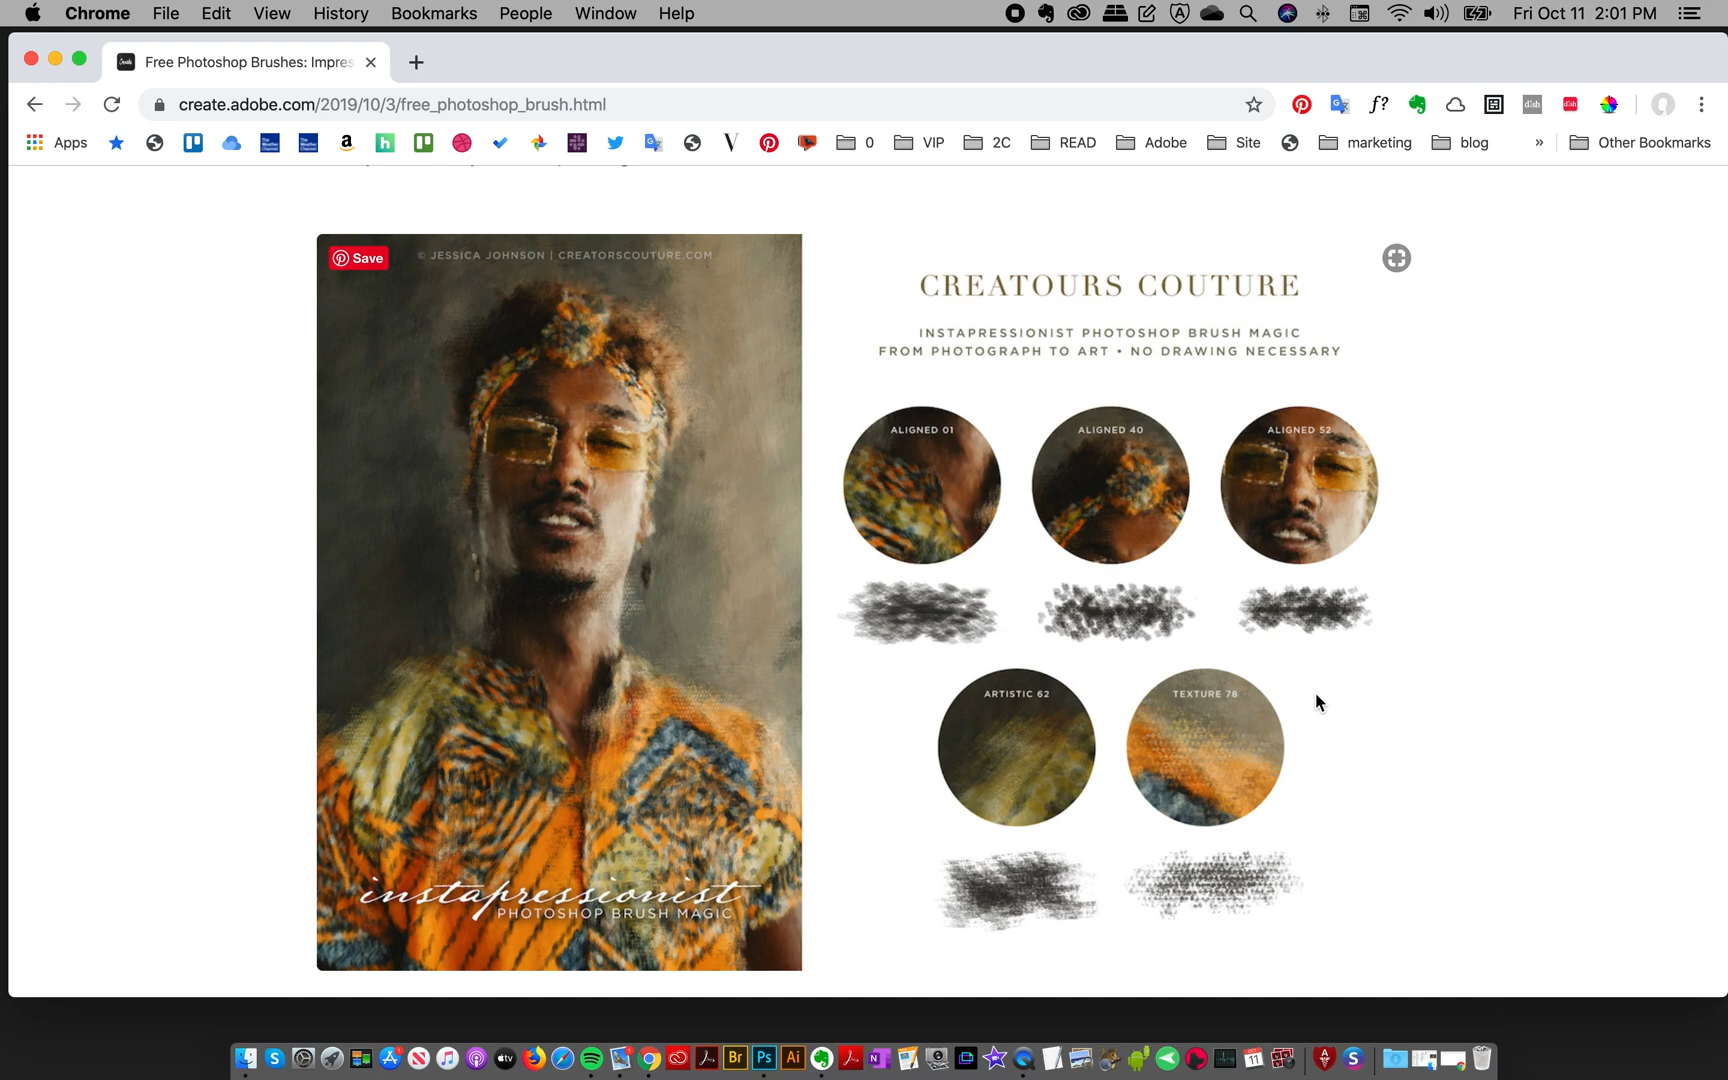 Chrome File Edit View History Bookmarks People Window Help Fri Oct 11 2:01 PM
Free Photoshop Brushes: Impres
create.adobe.com/2019/10/3/free_photoshop_brush.html
Apps 0 VIP 2C READ Adobe Site marketing blog » Other Bookmarks
Save
© JESSICA JOHNSON | CREATORSCOUTURE.COM
instapressionist
PHOTOSHOP BRUSH MAGIC
CREATOURS COUTURE
INSTAPRESSIONIST PHOTOSHOP BRUSH MAGIC
FROM PHOTOGRAPH TO ART • NO DRAWING NECESSARY
ALIGNED 01 ALIGNED 40 ALIGNED 52
ARTISTIC 62 TEXTURE 78
Br Ps Ai